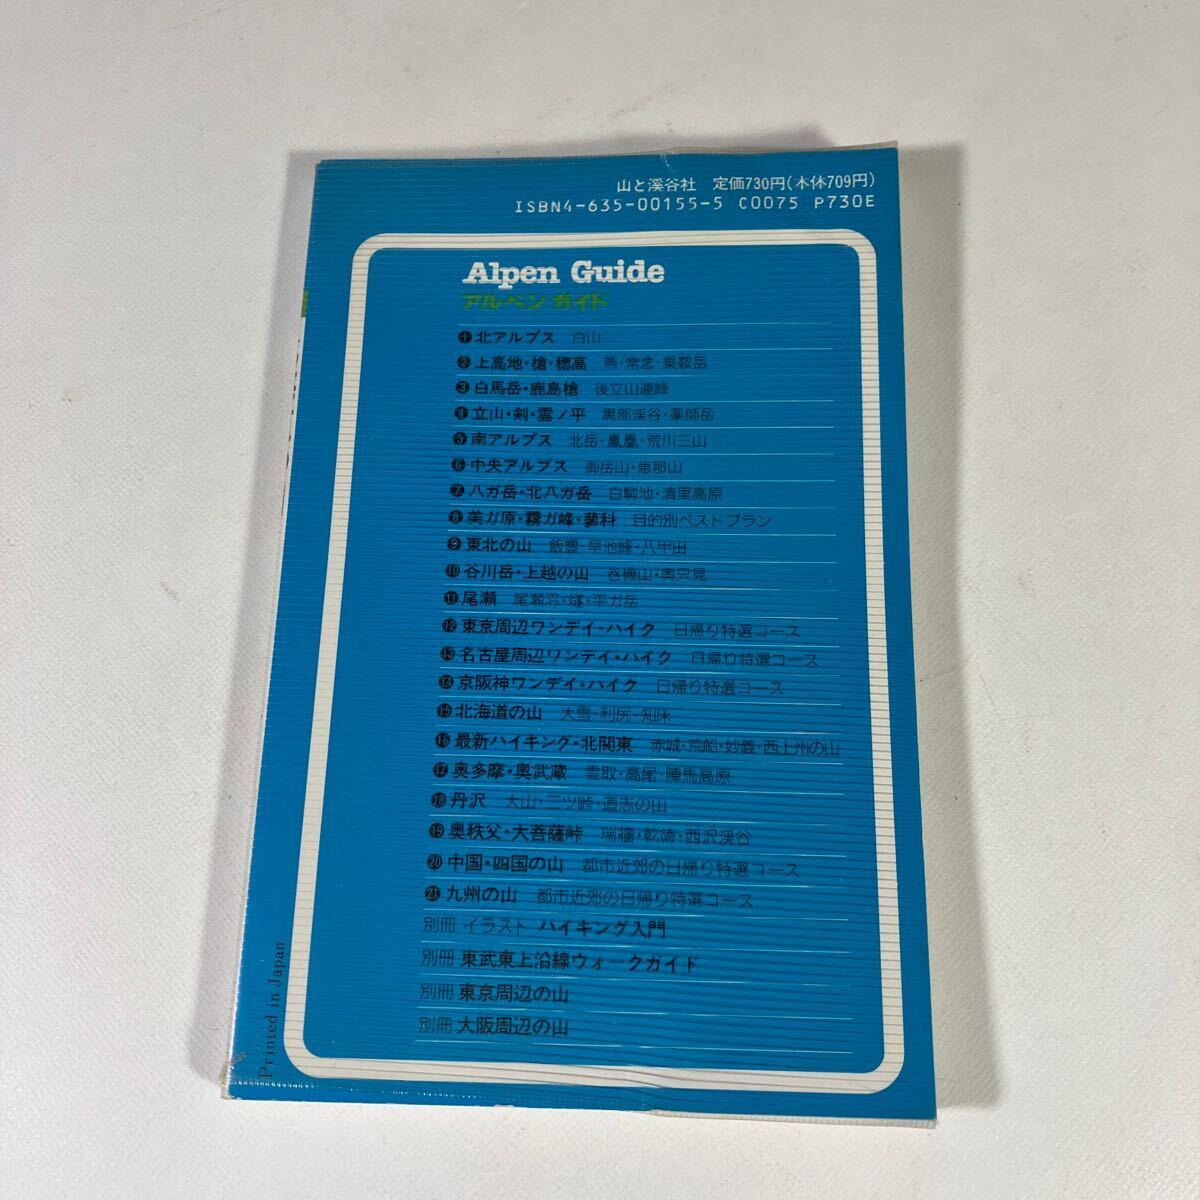 山と溪谷社　定価730円(本体709円)
ISBN4-635-00155-5 C0075 P730E
Alpen Guide
アルペンガイド
❶北アルプス　白山
❷上高地・槍・穂高　燕・常念・乗鞍岳
❸白馬岳・鹿島槍　後立山連峰
❹立山・剣・雲ノ平　黒部渓谷・薬師岳
❺南アルプス　北岳・鳳凰・荒川三山
❻中央アルプス　御岳山・恵那山
❼八ガ岳・北八ガ岳　白駒池・清里高原
❽美ガ原・霧ガ峰・蓼科　目的別ベストプラン
❾東北の山　飯豊・早池峰・八甲田
❿谷川岳・上越の山　巻機山・奥只見
⓫尾瀬　尾瀬沼・燧・平ガ岳
⓬東京周辺ワンデイ・ハイク　日帰り特選コース
⓭名古屋周辺ワンデイ・ハイク　日帰り特選コース
⓮京阪神ワンデイ・ハイク　日帰り特選コース
⓯北海道の山　大雪・利尻・知床
⓰最新ハイキング・北関東　赤城・荒船・妙義・西上州の山
⓱奥多摩・奥武蔵　雲取・高尾・陣馬高原
⓲丹沢　大山・三ツ峠・道志の山
⓳奥秩父・大菩薩峠　瑞牆・乾徳・西沢渓谷
⓴中国・四国の山　都市近郊の日帰り特選コース
㉑九州の山　都市近郊の日帰り特選コース
別冊 イラスト ハイキング入門
別冊 東武東上沿線ウォークガイド
別冊 東京周辺の山
別冊 大阪周辺の山
Printed in Japan